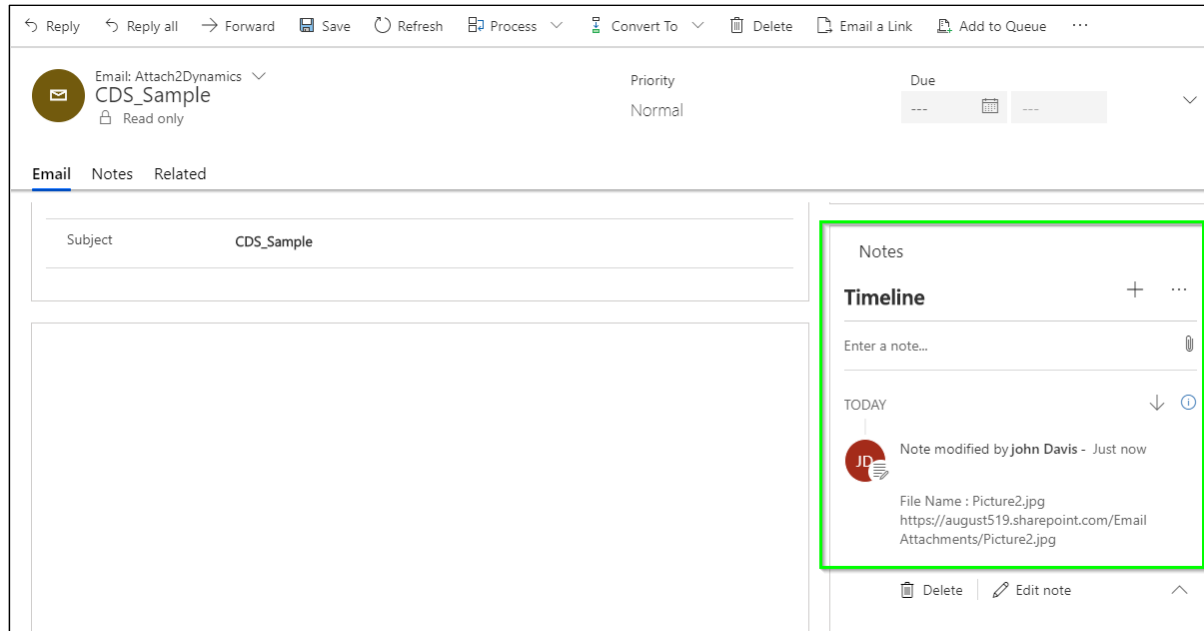 Reply Reply all Forward Save Refresh Process Convert To Delete Email a Link Add to Queue ...
Email: Attach2Dynamics
CDS_Sample
Read only
Priority
Normal
Due
--- ---
Email Notes Related
Subject CDS_Sample
Notes
Timeline
Enter a note...
TODAY
JD
Note modified by john Davis - Just now
File Name : Picture2.jpg
https://august519.sharepoint.com/Email
Attachments/Picture2.jpg
Delete Edit note